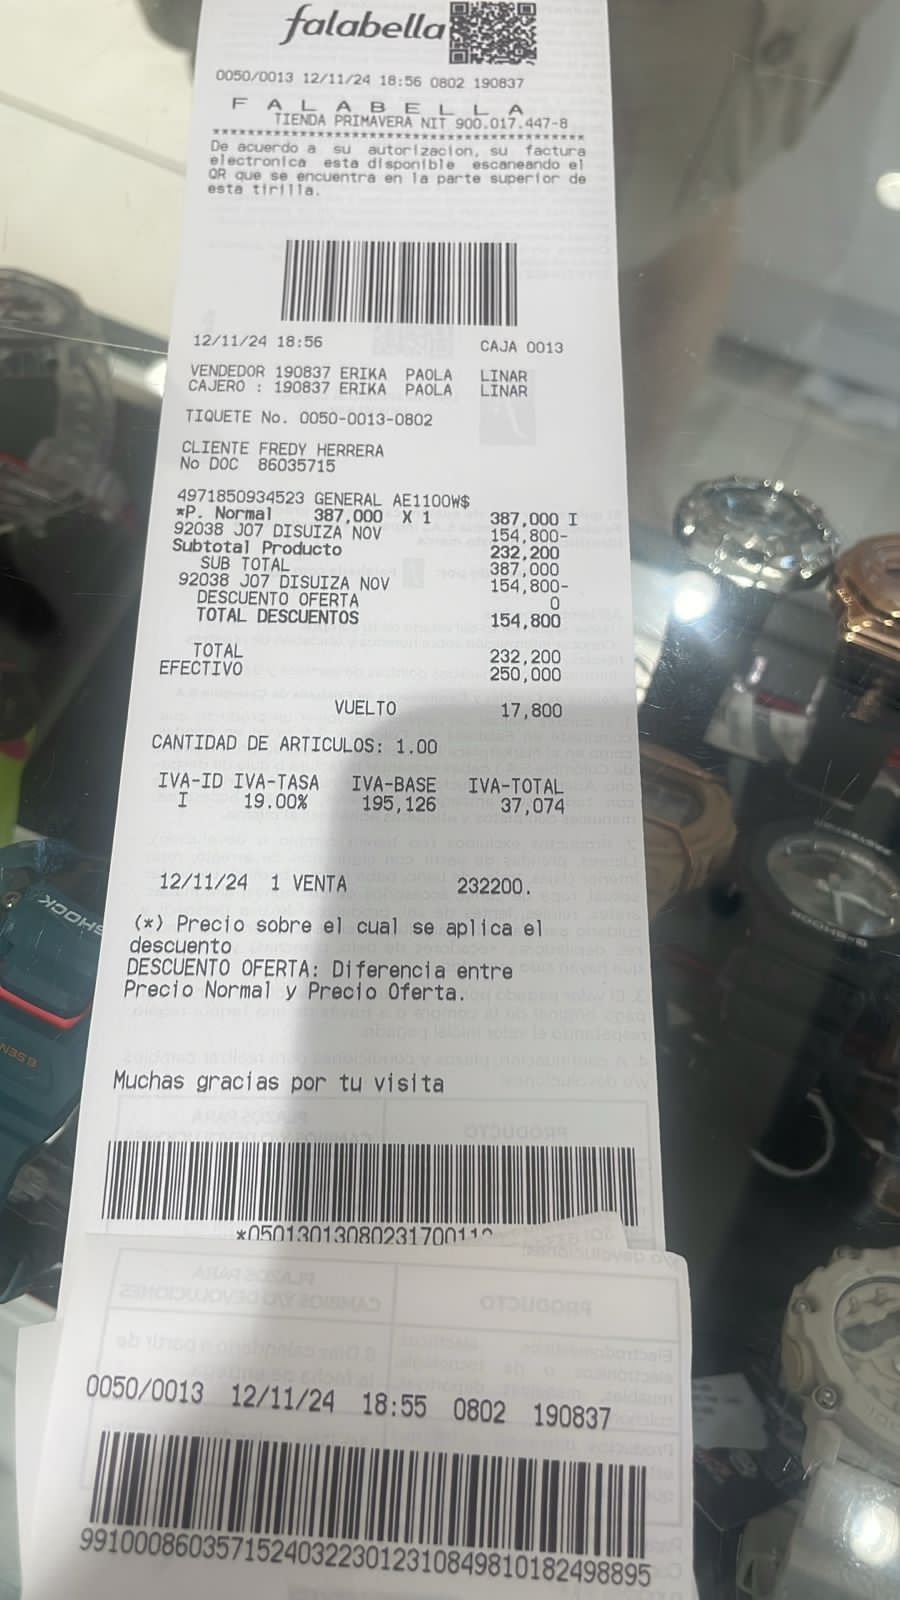 falabella
0050/0013 12/11/24 18:56 0802 190837
F A L A B E L L A
TIENDA PRIMAVERA NIT 900.017.447-8
******************************************
De acuerdo a su autorizacion, su factura
electronica esta disponible escaneando el
QR que se encuentra en la parte superior de
esta tirilla.
12/11/24 18:56 CAJA 0013
VENDEDOR 190837 ERIKA PAOLA LINAR
CAJERO : 190837 ERIKA PAOLA LINAR
TIQUETE No. 0050-0013-0802
CLIENTE FREDY HERRERA
No DOC 86035715
4971850934523 GENERAL AE1100W$
*P. Normal 387,000 X 1 387,000 I
92038 J07 DISUIZA NOV 154,800-
Subtotal Producto 232,200
SUB TOTAL 387,000
92038 J07 DISUIZA NOV 154,800-
DESCUENTO OFERTA 0
TOTAL DESCUENTOS 154,800
TOTAL 232,200
EFECTIVO 250,000
VUELTO 17,800
CANTIDAD DE ARTICULOS: 1.00
IVA-ID IVA-TASA IVA-BASE IVA-TOTAL
I 19.00% 195,126 37,074
12/11/24 1 VENTA 232200.
(*) Precio sobre el cual se aplica el
descuento
DESCUENTO OFERTA: Diferencia entre
Precio Normal y Precio Oferta.
Muchas gracias por tu visita
0050/0013 12/11/24 18:55 0802 190837
9910008603571524032230123108498101824988​95
G-SHOCK